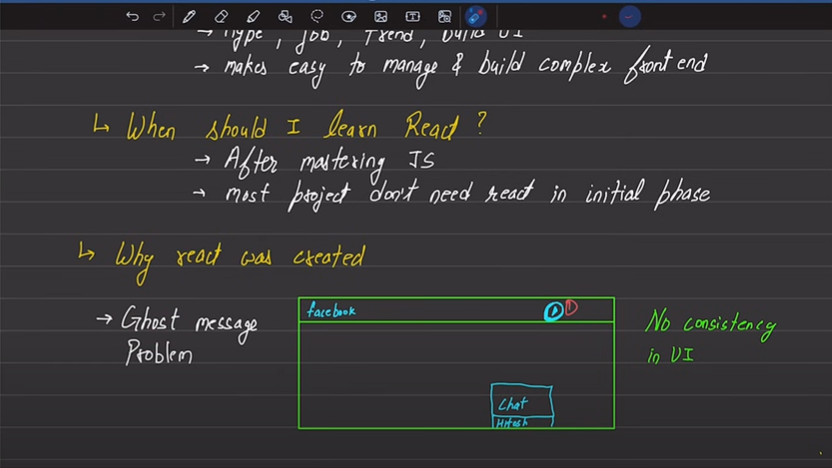 → Hype, job, Trend, build UI
→ makes easy to manage & build complex front end
↳ When should I learn React?
→ After mastering JS
→ most project don't need react in initial phase
↳ Why react was created
→ Ghost message
Problem
facebook
1
No consistency
in UI
Chat
Hitesh